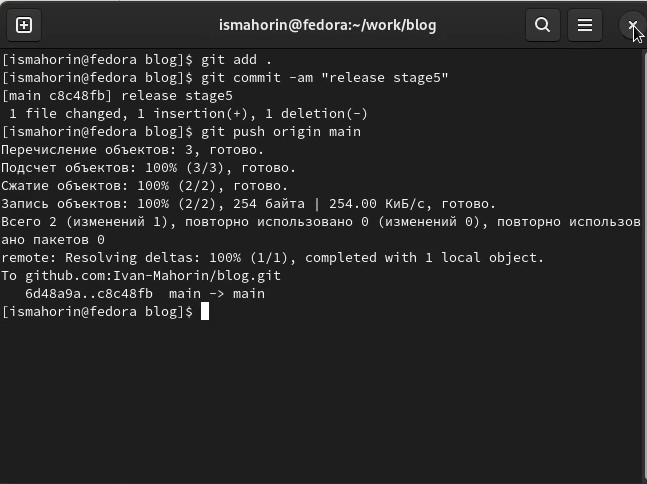 ismahorin@fedora:~/work/blog
[ismahorin@fedora blog]$ git add .
[ismahorin@fedora blog]$ git commit -am "release stage5"
[main c8c48fb] release stage5
 1 file changed, 1 insertion(+), 1 deletion(-)
[ismahorin@fedora blog]$ git push origin main
Перечисление объектов: 3, готово.
Подсчет объектов: 100% (3/3), готово.
Сжатие объектов: 100% (2/2), готово.
Запись объектов: 100% (2/2), 254 байта | 254.00 КиБ/с, готово.
Всего 2 (изменений 1), повторно использовано 0 (изменений 0), повторно использов
ано пакетов 0
remote: Resolving deltas: 100% (1/1), completed with 1 local object.
To github.com:Ivan-Mahorin/blog.git
   6d48a9a..c8c48fb  main -> main
[ismahorin@fedora blog]$